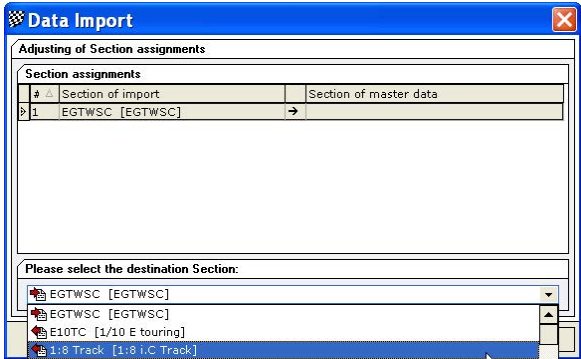 Data Import
Adjusting of Section assignments
Section assignments
# Section of import Section of master data
1 EGTWSC [EGTWSC] →
Please select the destination Section:
EGTWSC [EGTWSC]
EGTWSC [EGTWSC]
E10TC [1/10 E touring]
1:8 Track [1:8 i.C Track]